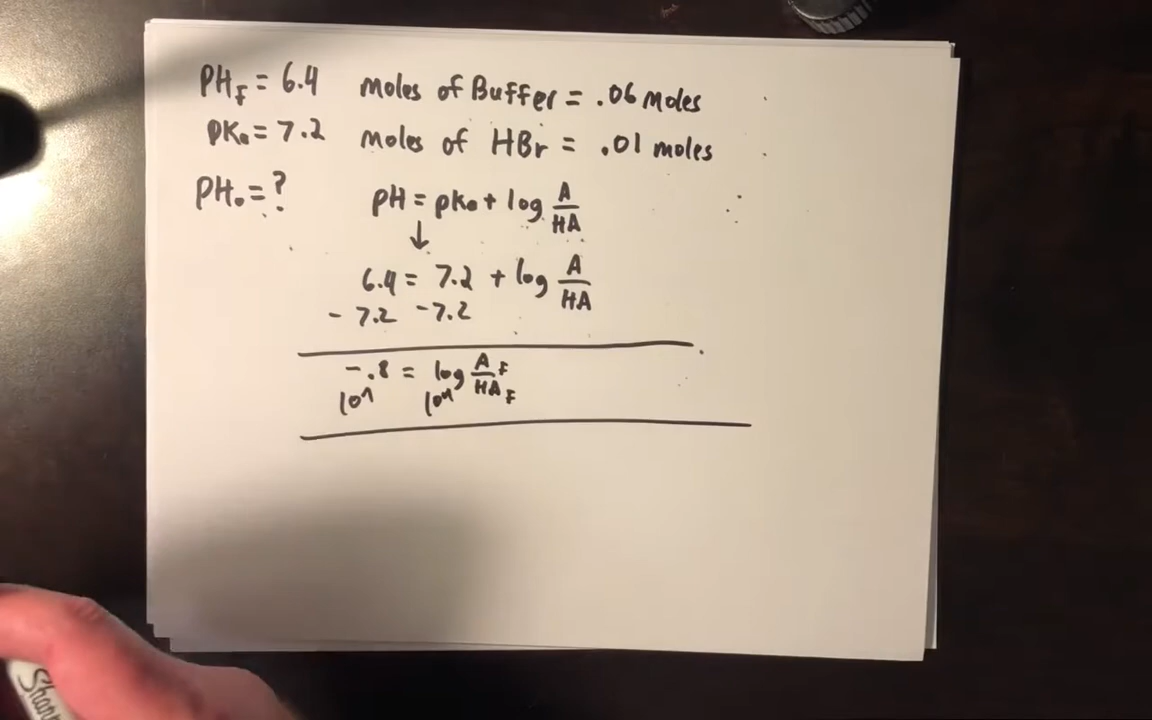 PH_F = 6.4 moles of Buffer = .06 moles
PKa = 7.2 moles of HBr = .01 moles
PH₀ = ? pH = pKa + log A/HA
↓
6.4 = 7.2 + log A/HA
- 7.2 -7.2
-.8 = log A_F/HA_F
10^ 10^